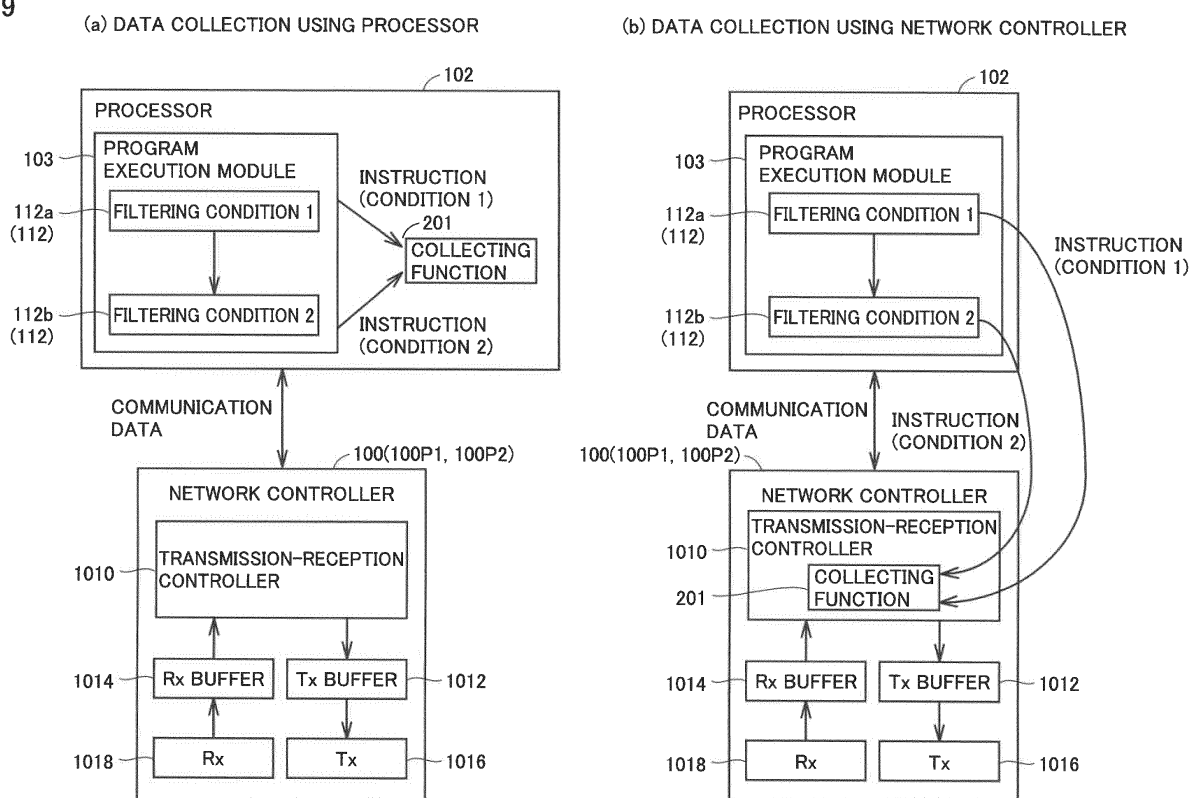 9
(a) DATA COLLECTION USING PROCESSOR
102
PROCESSOR
103
PROGRAM
EXECUTION MODULE
112a
(112)
FILTERING CONDITION 1
INSTRUCTION
(CONDITION 1)
201
COLLECTING
FUNCTION
112b
(112)
FILTERING CONDITION 2
INSTRUCTION
(CONDITION 2)
COMMUNICATION
DATA
100(100P1, 100P2)
NETWORK CONTROLLER
1010
TRANSMISSION-RECEPTION
CONTROLLER
1014
Rx BUFFER
Tx BUFFER
1012
1018
Rx
Tx
1016
(b) DATA COLLECTION USING NETWORK CONTROLLER
102
PROCESSOR
103
PROGRAM
EXECUTION MODULE
112a
(112)
FILTERING CONDITION 1
INSTRUCTION
(CONDITION 1)
112b
(112)
FILTERING CONDITION 2
COMMUNICATION
DATA
INSTRUCTION
(CONDITION 2)
100(100P1, 100P2)
NETWORK CONTROLLER
1010
TRANSMISSION-RECEPTION
CONTROLLER
201
COLLECTING
FUNCTION
1014
Rx BUFFER
Tx BUFFER
1012
1018
Rx
Tx
1016